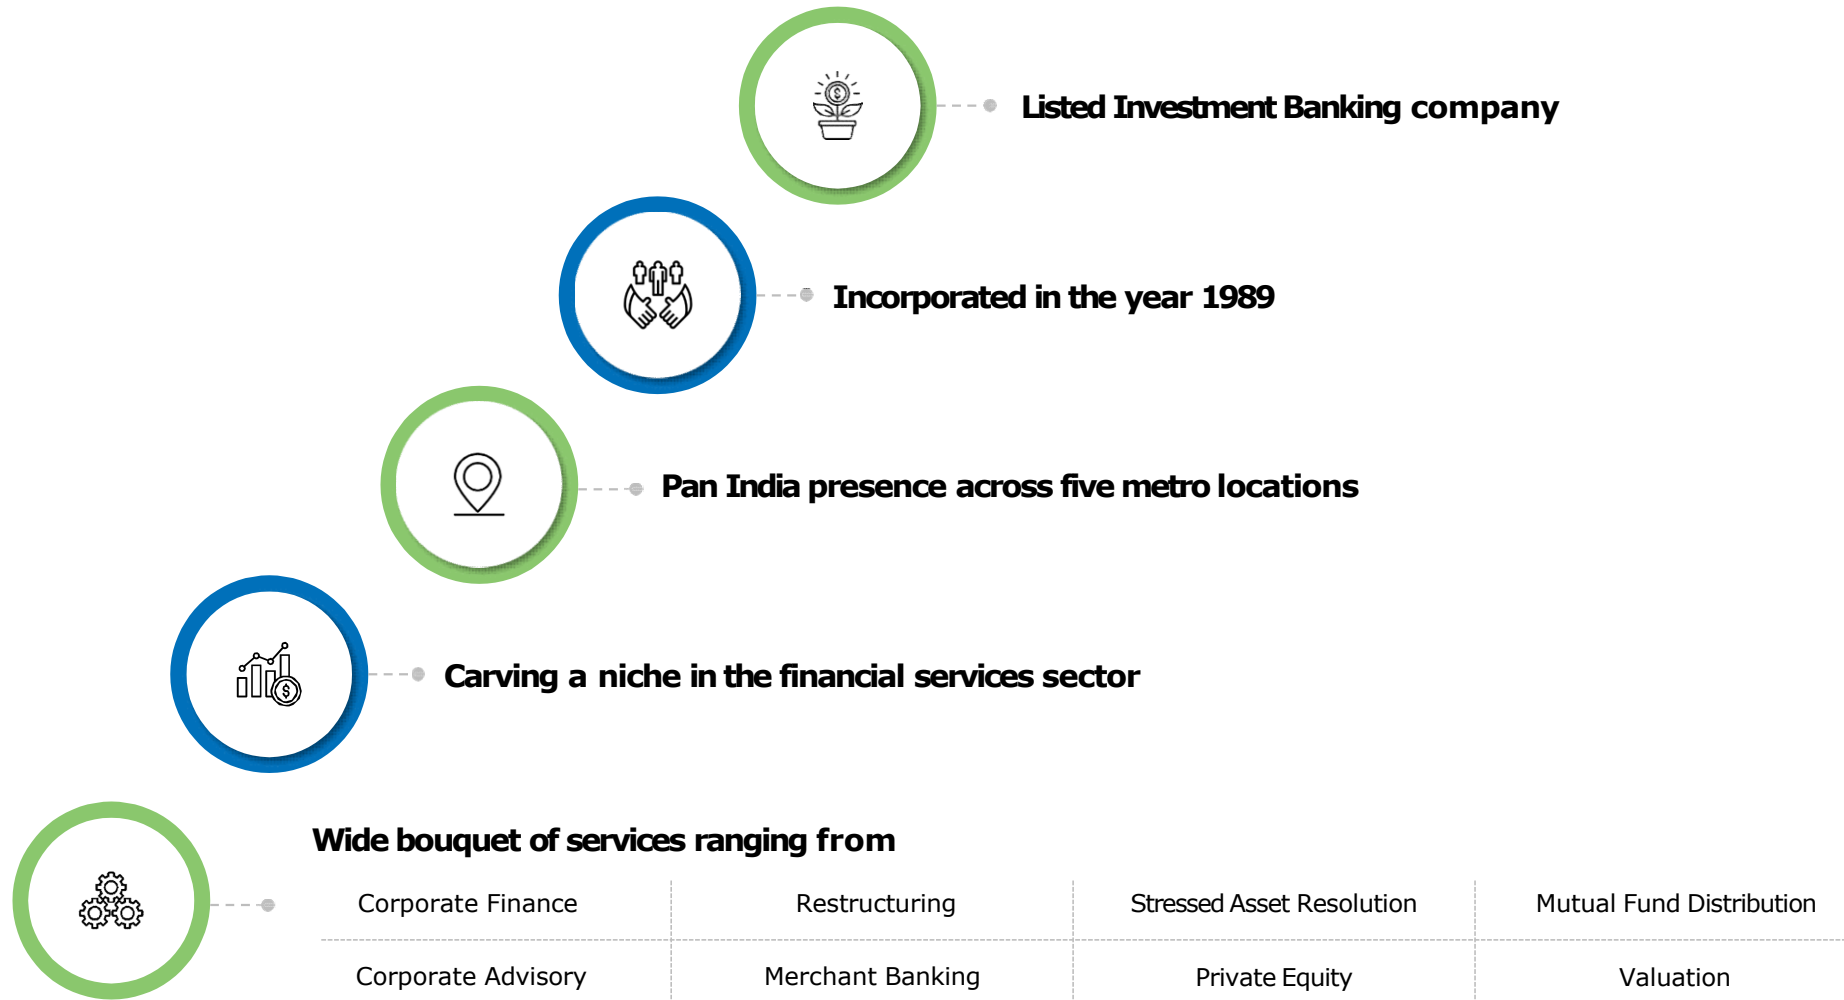 Listed Investment Banking company
Incorporated in the year 1989
Pan India presence across five metro locations
Carving a niche in the financial services sector
Wide bouquet of services ranging from
Corporate Finance
Restructuring
Stressed Asset Resolution
Mutual Fund Distribution
Corporate Advisory
Merchant Banking
Private Equity
Valuation